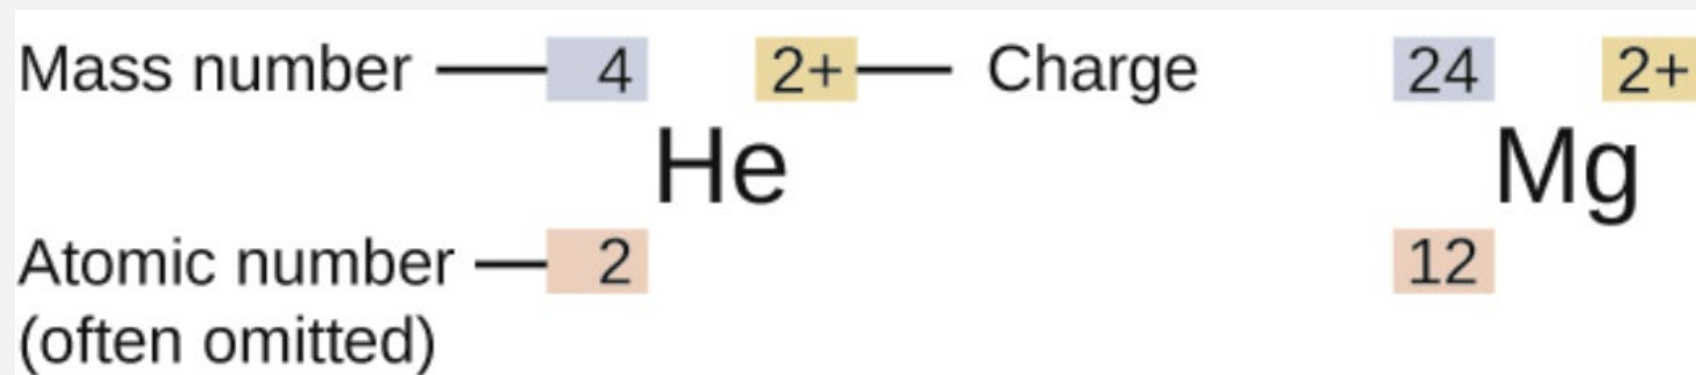 Mass number 4 2+ Charge 24 2+
He Mg
Atomic number 2 12
(often omitted)